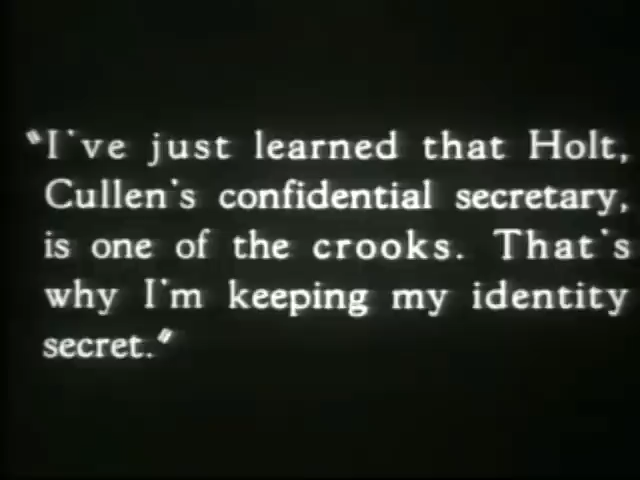 "I've just learned that Holt,
Cullen's confidential secretary,
is one of the crooks. That's
why I'm keeping my identity
secret."